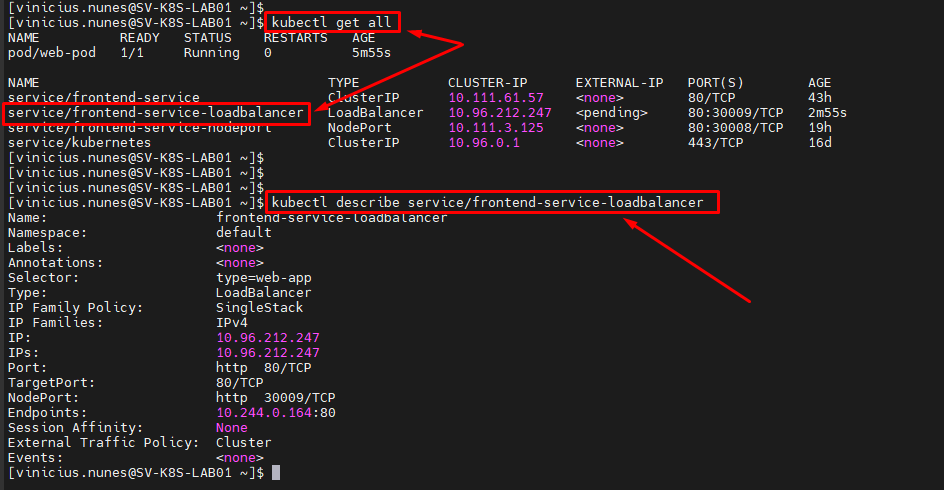 [vinicius.nunes@SV-K8S-LAB01 ~]$
[vinicius.nunes@SV-K8S-LAB01 ~]$ kubectl get all
NAME READY STATUS RESTARTS AGE
pod/web-pod 1/1 Running 0 5m55s
NAME TYPE CLUSTER-IP EXTERNAL-IP PORT(S) AGE
service/frontend-service ClusterIP 10.111.61.57 <none> 80/TCP 43h
service/frontend-service-loadbalancer LoadBalancer 10.96.212.247 <pending> 80:30009/TCP 2m55s
service/frontend-service-nodeport NodePort 10.111.3.125 <none> 80:30008/TCP 19h
service/kubernetes ClusterIP 10.96.0.1 <none> 443/TCP 16d
[vinicius.nunes@SV-K8S-LAB01 ~]$
[vinicius.nunes@SV-K8S-LAB01 ~]$
[vinicius.nunes@SV-K8S-LAB01 ~]$
[vinicius.nunes@SV-K8S-LAB01 ~]$ kubectl describe service/frontend-service-loadbalancer
Name: frontend-service-loadbalancer
Namespace: default
Labels: <none>
Annotations: <none>
Selector: type=web-app
Type: LoadBalancer
IP Family Policy: SingleStack
IP Families: IPv4
IP: 10.96.212.247
IPs: 10.96.212.247
Port: http 80/TCP
TargetPort: 80/TCP
NodePort: http 30009/TCP
Endpoints: 10.244.0.164:80
Session Affinity: None
External Traffic Policy: Cluster
Events: <none>
[vinicius.nunes@SV-K8S-LAB01 ~]$